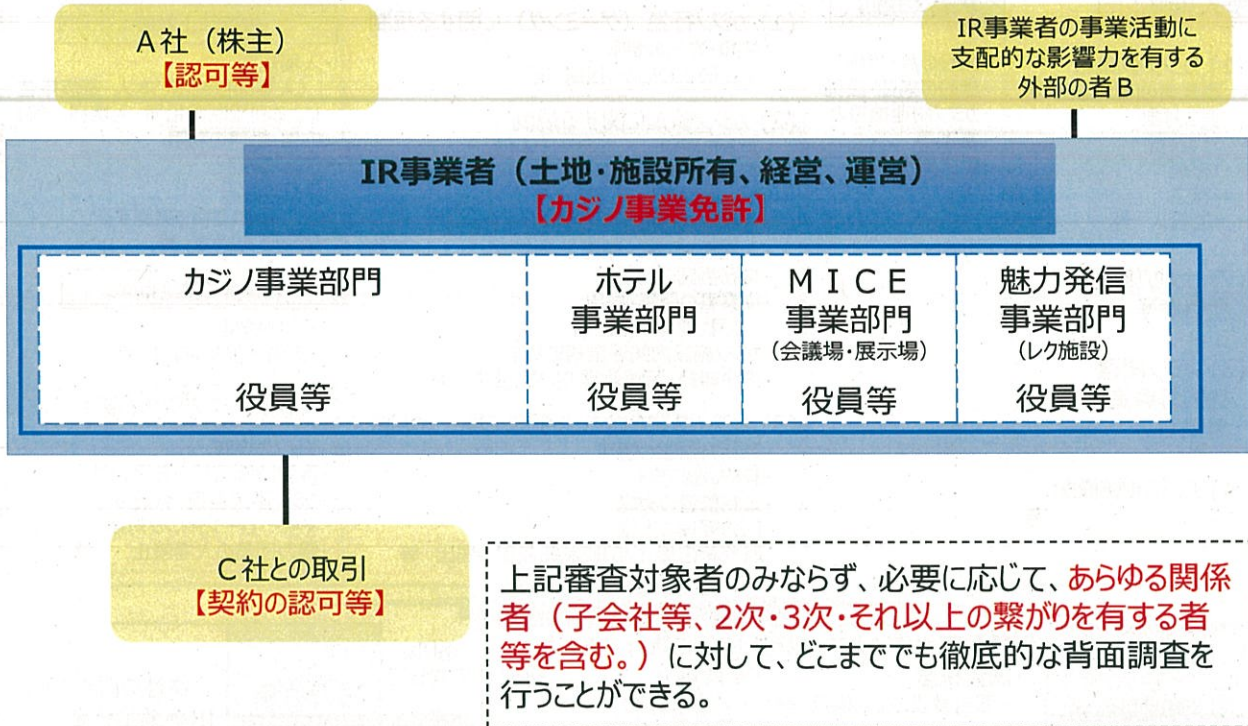 A社（株主）
【認可等】
IR事業者の事業活動に
支配的な影響力を有する
外部の者B
IR事業者（土地･施設所有、経営、運営）
【カジノ事業免許】
カジノ事業部門
役員等
ホテル
事業部門
役員等
ＭＩＣＥ
事業部門
(会議場・展示場)
役員等
魅力発信
事業部門
(レク施設)
役員等
C社との取引
【契約の認可等】
上記審査対象者のみならず、必要に応じて、あらゆる関係
者（子会社等、2次･3次･それ以上の繋がりを有する者
等を含む。）に対して、どこまででも徹底的な背面調査を
行うことができる。